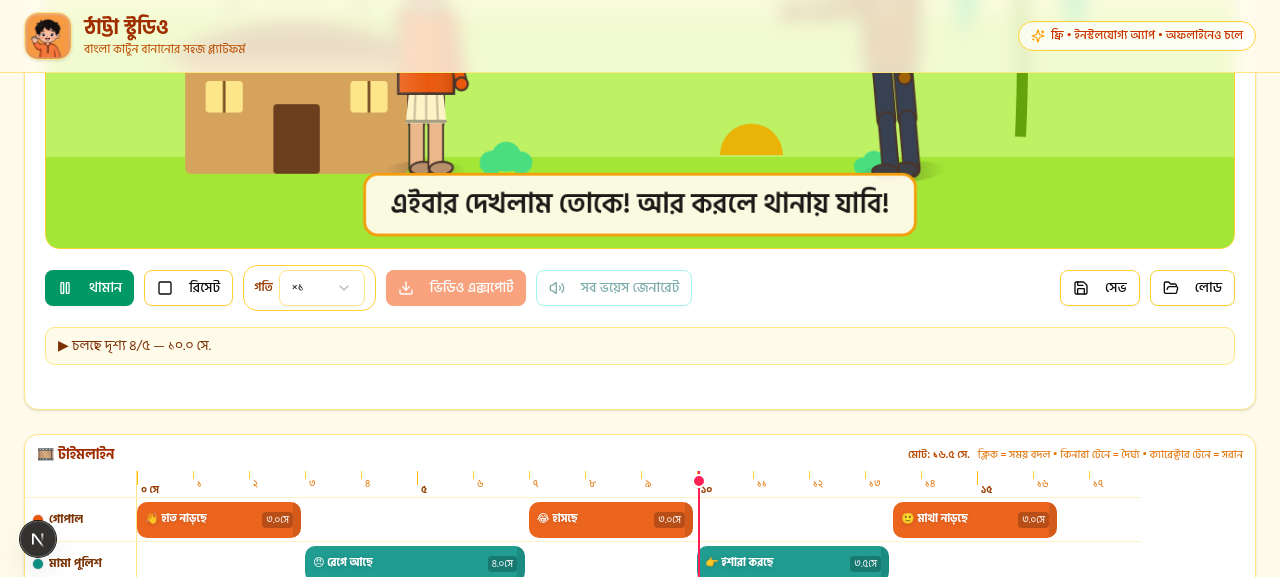 ঠাট্টা স্টুডিও
বাংলা কার্টুন বানানোর সহজ প্ল্যাটফর্ম
ফ্রি • ইনস্টলযোগ্য অ্যাপ • অফলাইনেও চলে
এইবার দেখলাম তোকে! আর করলে থানায় যাবি!
থামান
রিসেট
গতি
×১
ভিডিও এক্সপোর্ট
সব ভয়েস জেনারেট
সেভ
লোড
▶ চলছে দৃশ্য ৪/৫ — ১০.০ সে.
🎞️ টাইমলাইন
মোট: ১৬.৫ সে.
ক্লিক = সময় বদল • কিনারা টেনে = দৈর্ঘ্য • ক্যারেক্টার টেনে = সরান
০ সে ১ ২ ৩ ৪ ৫ ৬ ৭ ৮ ৯ ১০ ১১ ১২ ১৩ ১৪ ১৫ ১৬ ১৭
গোপাল
👋 হাত নাড়ছে ৩.০সে
😂 হাসছে ৩.০সে
🙂 মাথা নাড়ছে ৩.০সে
N
মামা পুলিশ
😠 রেগে আছে ৪.০সে
👉 ইশারা করছে ৩.৫সে